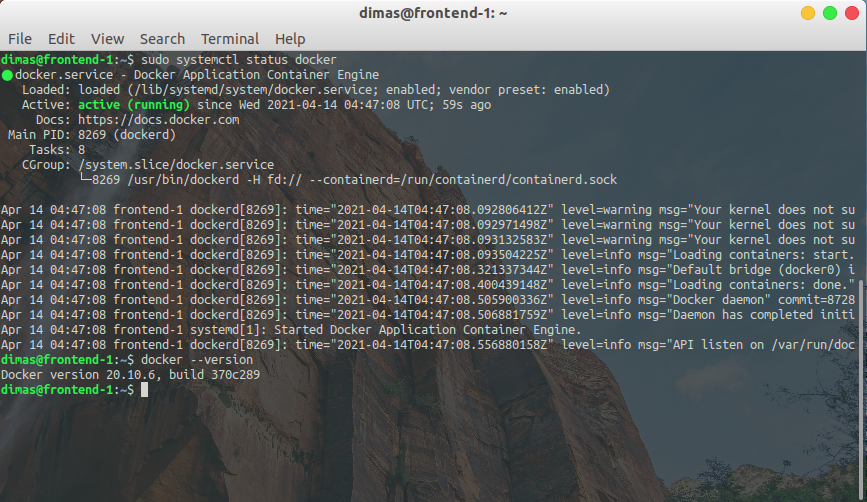 dimas@frontend-1: ~
File Edit View Search Terminal Help
dimas@frontend-1:~$ sudo systemctl status docker
● docker.service - Docker Application Container Engine
Loaded: loaded (/lib/systemd/system/docker.service; enabled; vendor preset: enabled)
Active: active (running) since Wed 2021-04-14 04:47:08 UTC; 59s ago
Docs: https://docs.docker.com
Main PID: 8269 (dockerd)
Tasks: 8
CGroup: /system.slice/docker.service
└─8269 /usr/bin/dockerd -H fd:// --containerd=/run/containerd/containerd.sock
Apr 14 04:47:08 frontend-1 dockerd[8269]: time="2021-04-14T04:47:08.092806412Z" level=warning msg="Your kernel does not su
Apr 14 04:47:08 frontend-1 dockerd[8269]: time="2021-04-14T04:47:08.092971498Z" level=warning msg="Your kernel does not su
Apr 14 04:47:08 frontend-1 dockerd[8269]: time="2021-04-14T04:47:08.093132583Z" level=warning msg="Your kernel does not su
Apr 14 04:47:08 frontend-1 dockerd[8269]: time="2021-04-14T04:47:08.093504225Z" level=info msg="Loading containers: start.
Apr 14 04:47:08 frontend-1 dockerd[8269]: time="2021-04-14T04:47:08.321337344Z" level=info msg="Default bridge (docker0) i
Apr 14 04:47:08 frontend-1 dockerd[8269]: time="2021-04-14T04:47:08.400439148Z" level=info msg="Loading containers: done."
Apr 14 04:47:08 frontend-1 dockerd[8269]: time="2021-04-14T04:47:08.505900336Z" level=info msg="Docker daemon" commit=8728
Apr 14 04:47:08 frontend-1 dockerd[8269]: time="2021-04-14T04:47:08.506881759Z" level=info msg="Daemon has completed initi
Apr 14 04:47:08 frontend-1 systemd[1]: Started Docker Application Container Engine.
Apr 14 04:47:08 frontend-1 dockerd[8269]: time="2021-04-14T04:47:08.556880158Z" level=info msg="API listen on /var/run/doc
dimas@frontend-1:~$ docker --version
Docker version 20.10.6, build 370c289
dimas@frontend-1:~$